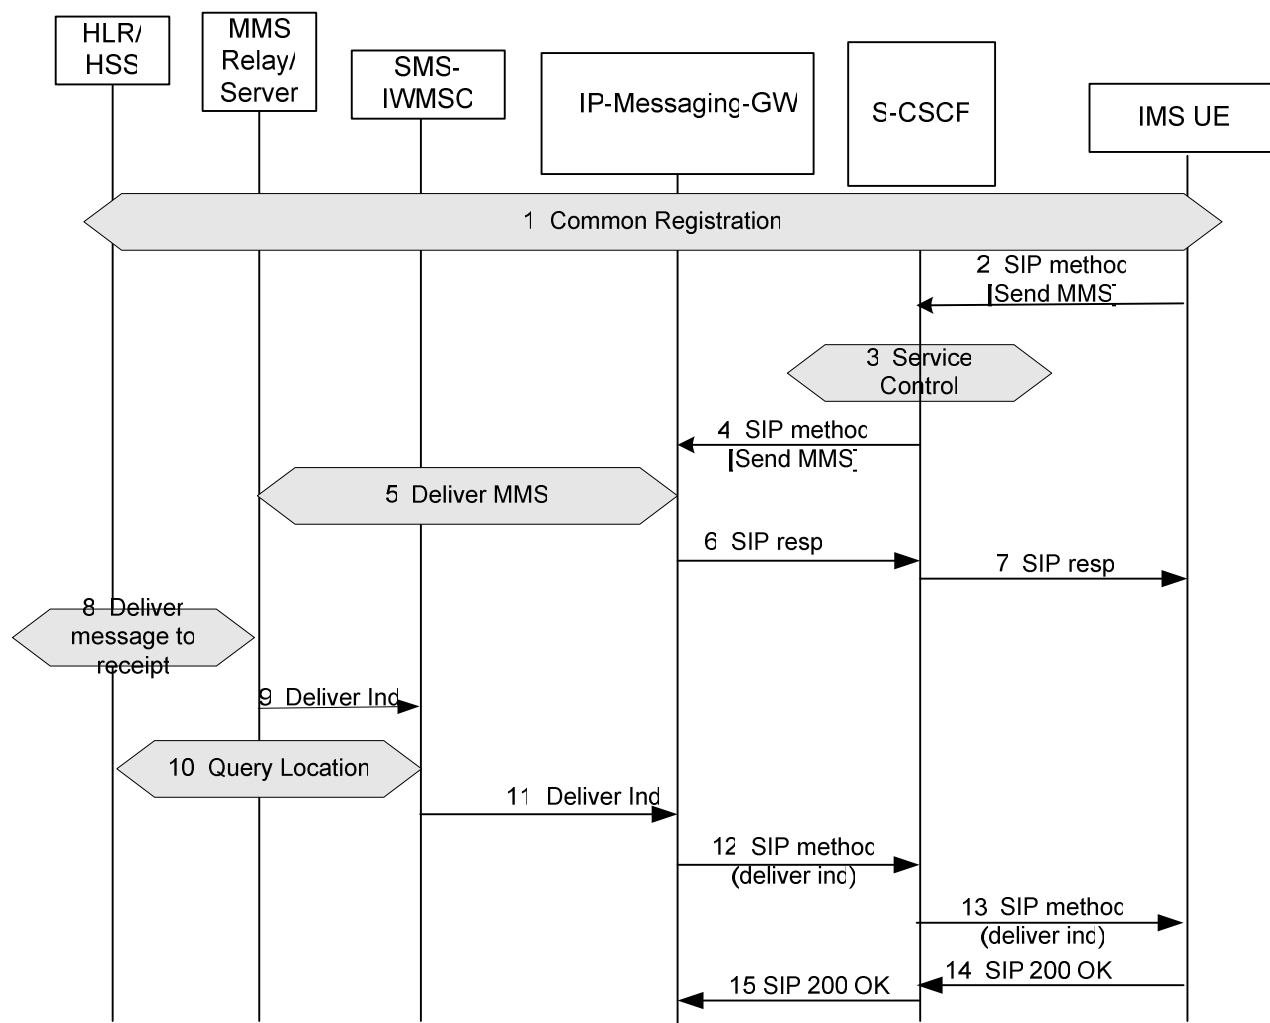 HLR/
HSS
MMS
Relay/
Server
SMS-
IWMSC
IP-Messaging-GW
S-CSCF
IMS UE
1 Common Registration
2 SIP method
[Send MMS]
3 Service
Control
4 SIP method
[Send MMS]
5 Deliver MMS
6 SIP resp
7 SIP resp
8 Deliver
message to
receipt
9 Deliver Ind
10 Query Location
11 Deliver Ind
12 SIP method
(deliver ind)
13 SIP method
(deliver ind)
14 SIP 200 OK
15 SIP 200 OK